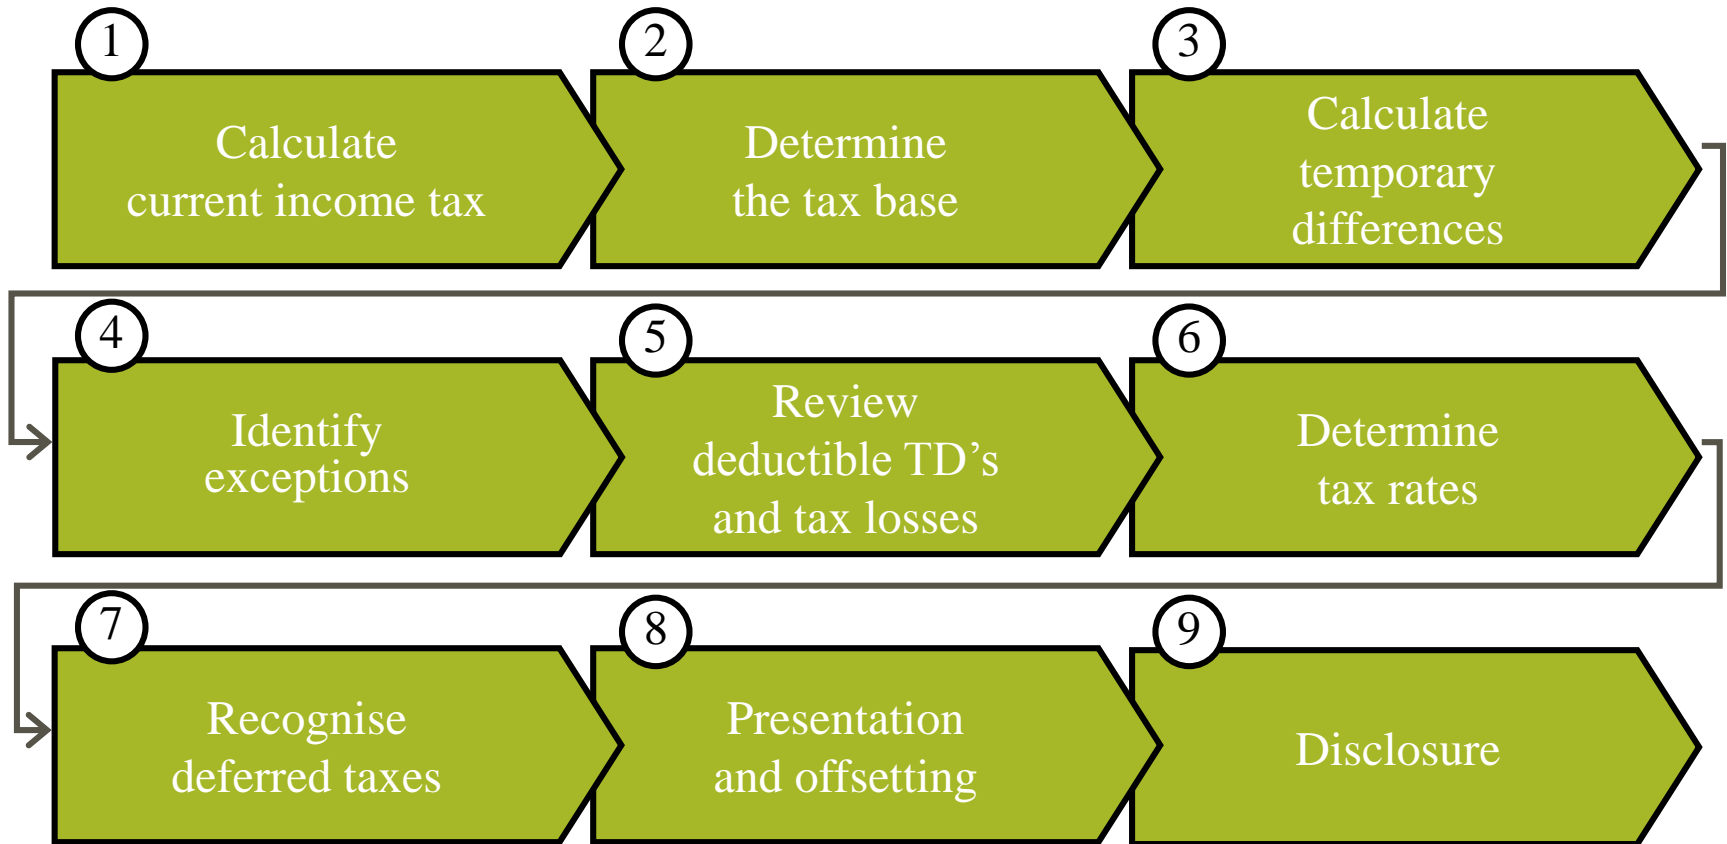 1
Calculate
current income tax
2
Determine
the tax base
3
Calculate
temporary
differences
4
Identify
exceptions
5
Review
deductible TD’s
and tax losses
6
Determine
tax rates
7
Recognise
deferred taxes
8
Presentation
and offsetting
9
Disclosure